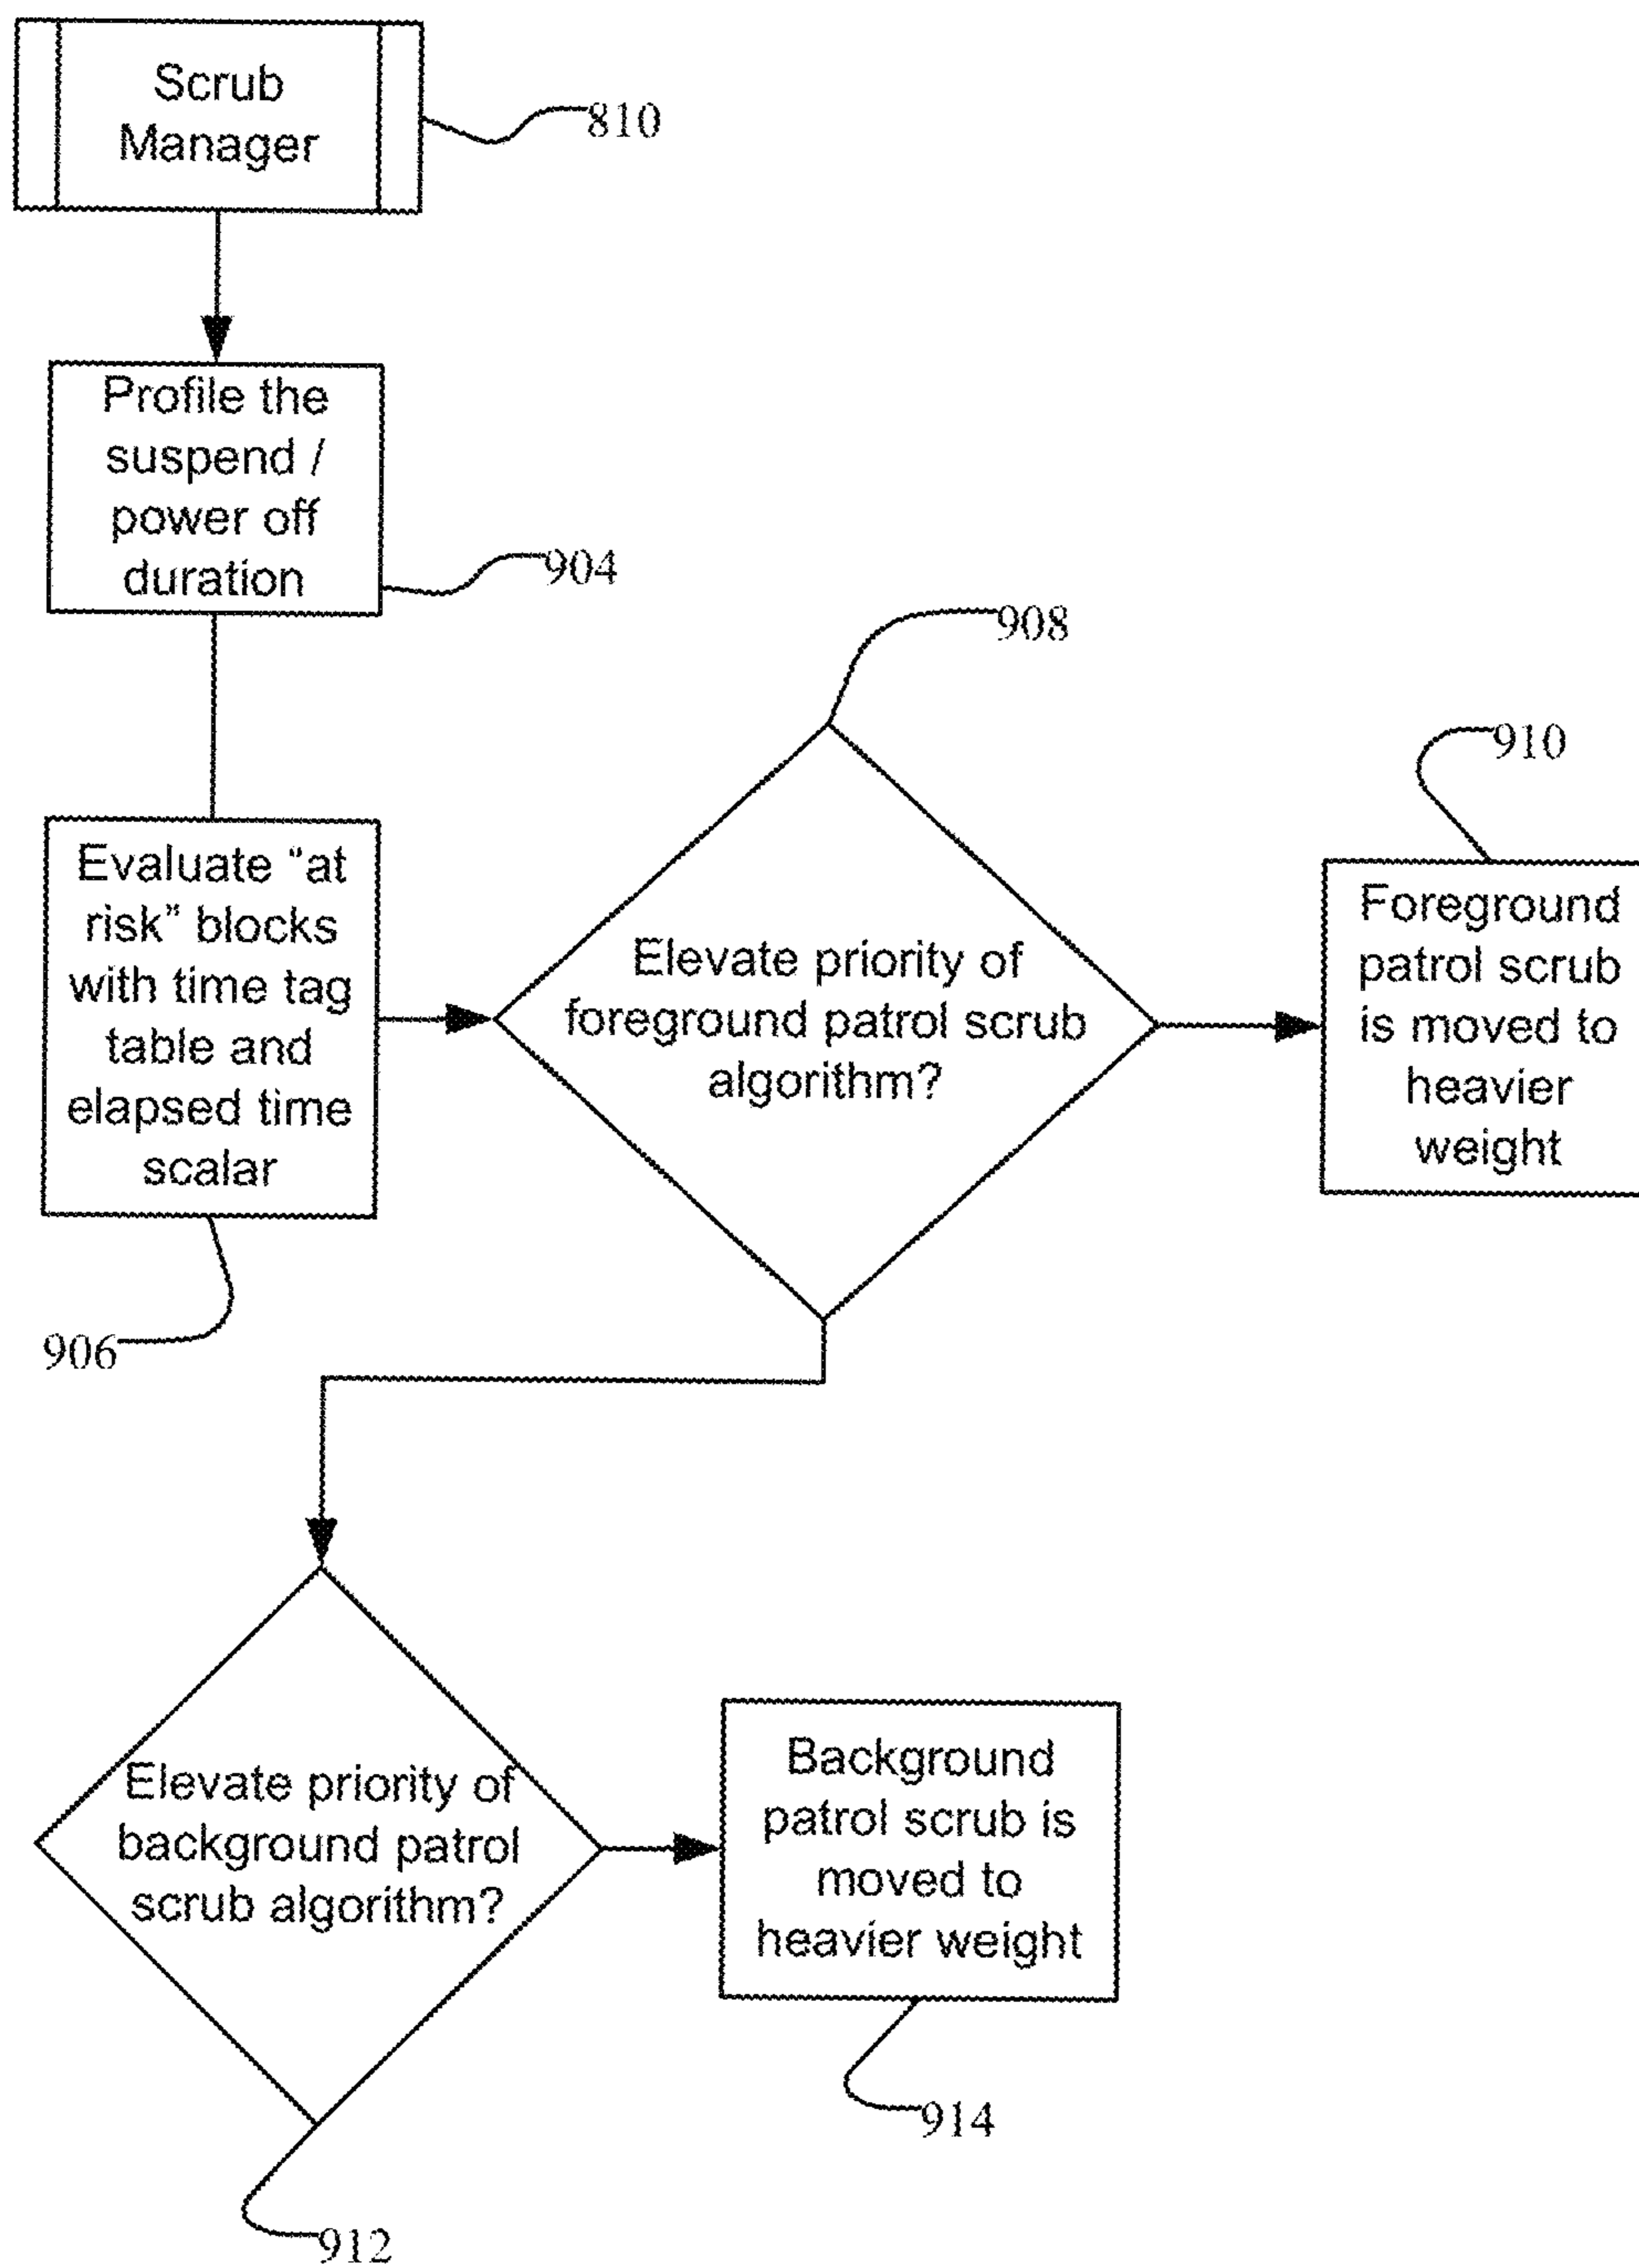 Scrub
Manager
810
Profile the
suspend /
power off
duration
904
908
910
Evaluate “at
risk” blocks
with time tag
table and
elapsed time
scalar
906
Elevate priority of
foreground patrol scrub
algorithm?
Foreground
patrol scrub
is moved to
heavier
weight
Elevate priority of
background patrol
scrub algorithm?
912
Background
patrol scrub is
moved to
heavier weight
914